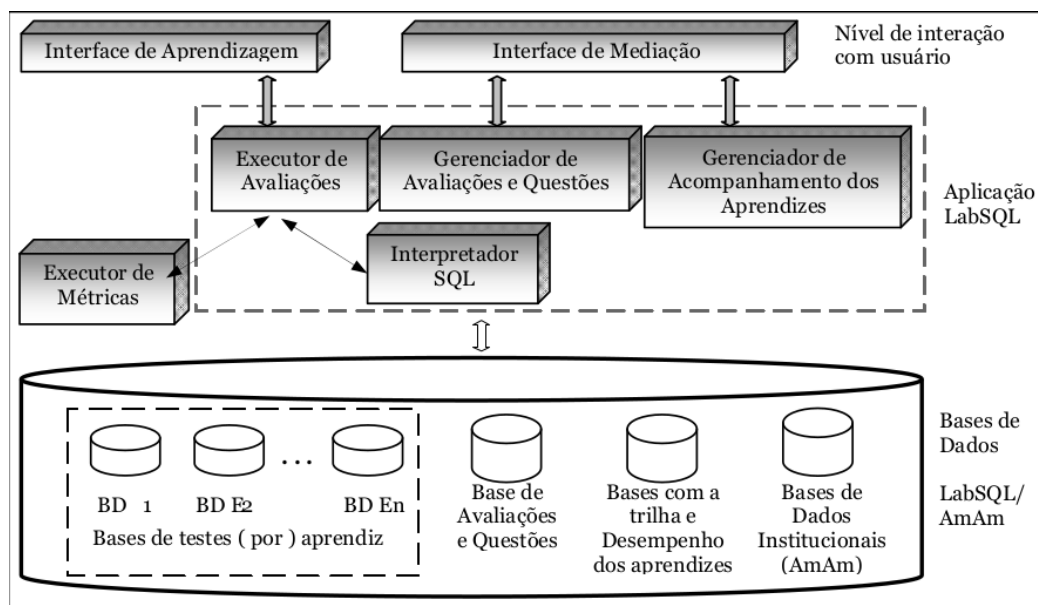 Interface de Aprendizagem
Interface de Mediação
Nível de interação
com usuário
Executor de
Avaliações
Gerenciador de
Avaliações e Questões
Gerenciador de
Acompanhamento dos
Aprendizes
Aplicação
LabSQL
Executor de
Métricas
Interpretador
SQL
BD 1
BD E2
...
BD En
Bases de testes ( por ) aprendiz
Base de
Avaliações
e Questões
Bases com a
trilha e
Desempenho
dos aprendizes
Bases de
Dados
Institucionais
(AmAm)
Bases de
Dados
LabSQL/
AmAm